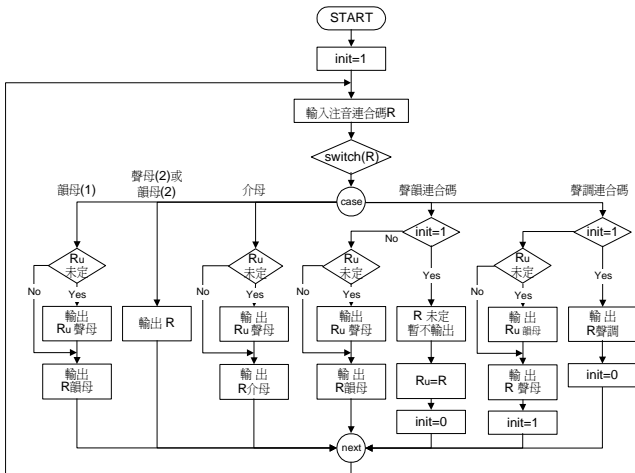 START
init=1
輸入注音連合碼R
switch(R)
case
韻母(1)
聲母(2)或
韻母(2)
介母
聲韻連合碼
聲調連合碼
init=1
init=1
No
Ru
未定
Ru
未定
Ru
未定
Ru
未定
No
Yes
No
Yes
No
Yes
Yes
No
Yes
Yes
輸出
Ru 聲母
輸出 R
輸出
Ru 聲母
輸出
Ru 聲母
R 未定
暫不輸出
輸出
Ru 韻母
輸出
R聲調
輸出
R韻母
輸出
R介母
輸出
R韻母
Ru=R
輸出
R 聲母
init=0
init=0
init=1
next